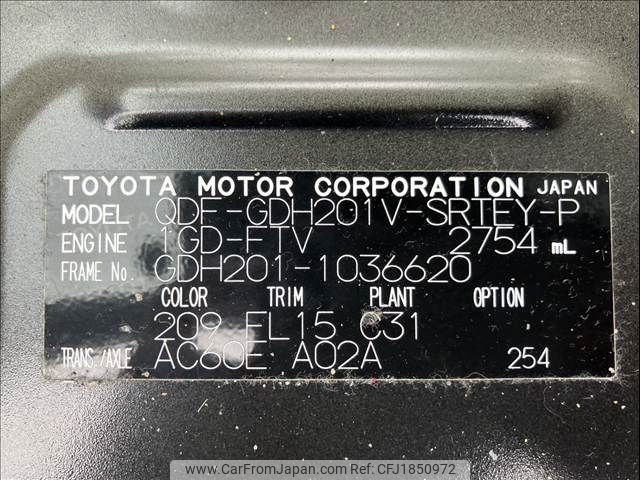 TOYOTA MOTOR CORPORATION JAPAN
MODEL QDF-GDH201V-SRTEY-P
ENGINE 1GD-FTV 2754 mL
FRAME No. GDH201-1036620
COLOR TRIM PLANT OPTION
209 FL15 C31
TRANS./AXLE AC60E A02A 254
www.CarFromJapan.com Ref No: CFJ1850972